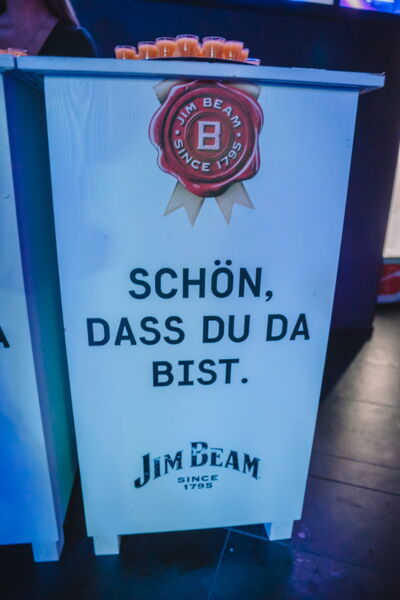 JIM BEAM
B
SINCE 1795
SCHÖN,
DASS DU DA
BIST.
JIM BEAM
SINCE
1795